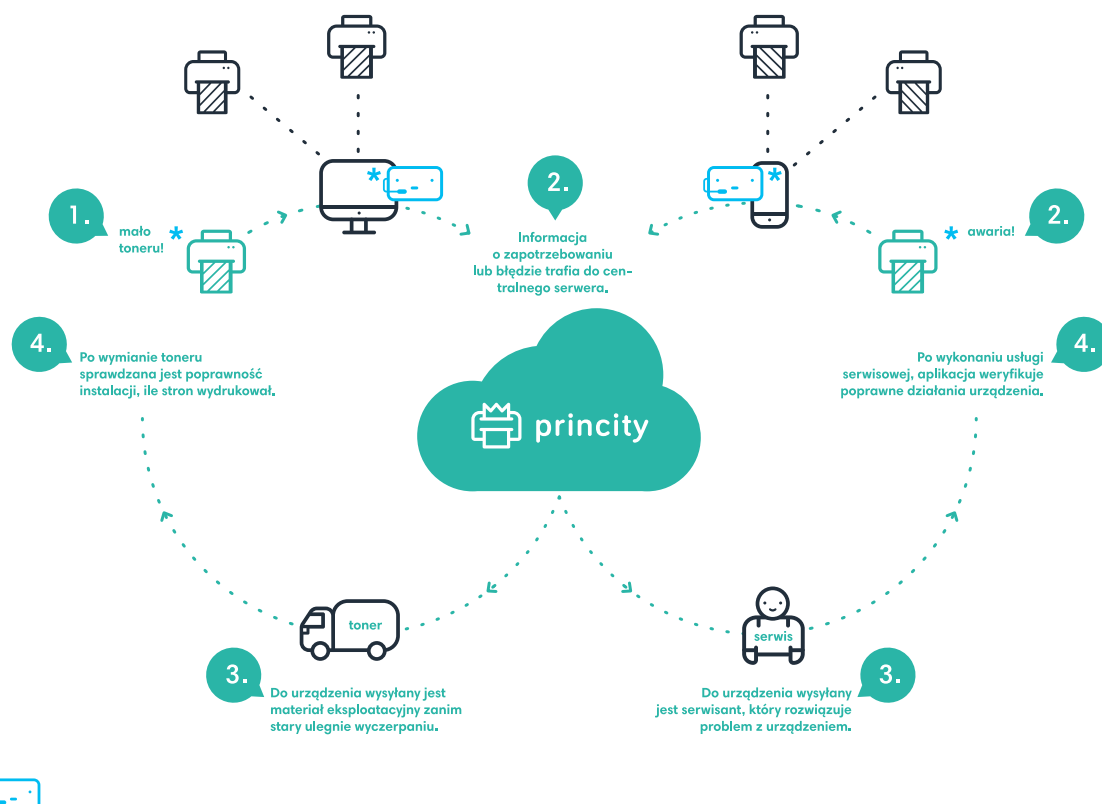 1.
mało
toneru!
*
2.
Informacja
o zapotrzebowaniu
lub błędzie trafia do cen-
tralnego serwera.
*
*
* awaria!
2.
4.
Po wymianie toneru
sprawdzana jest poprawność
instalacji, ile stron wydrukował.
princity
Po wykonaniu usługi
serwisowej, aplikacja weryfikuje
poprawne działania urządzenia.
4.
toner
3.
Do urządzenia wysyłany jest
materiał eksploatacyjny zanim
stary ulegnie wyczerpaniu.
serwis
3.
Do urządzenia wysyłany
jest serwisant, który rozwiązuje
problem z urządzeniem.